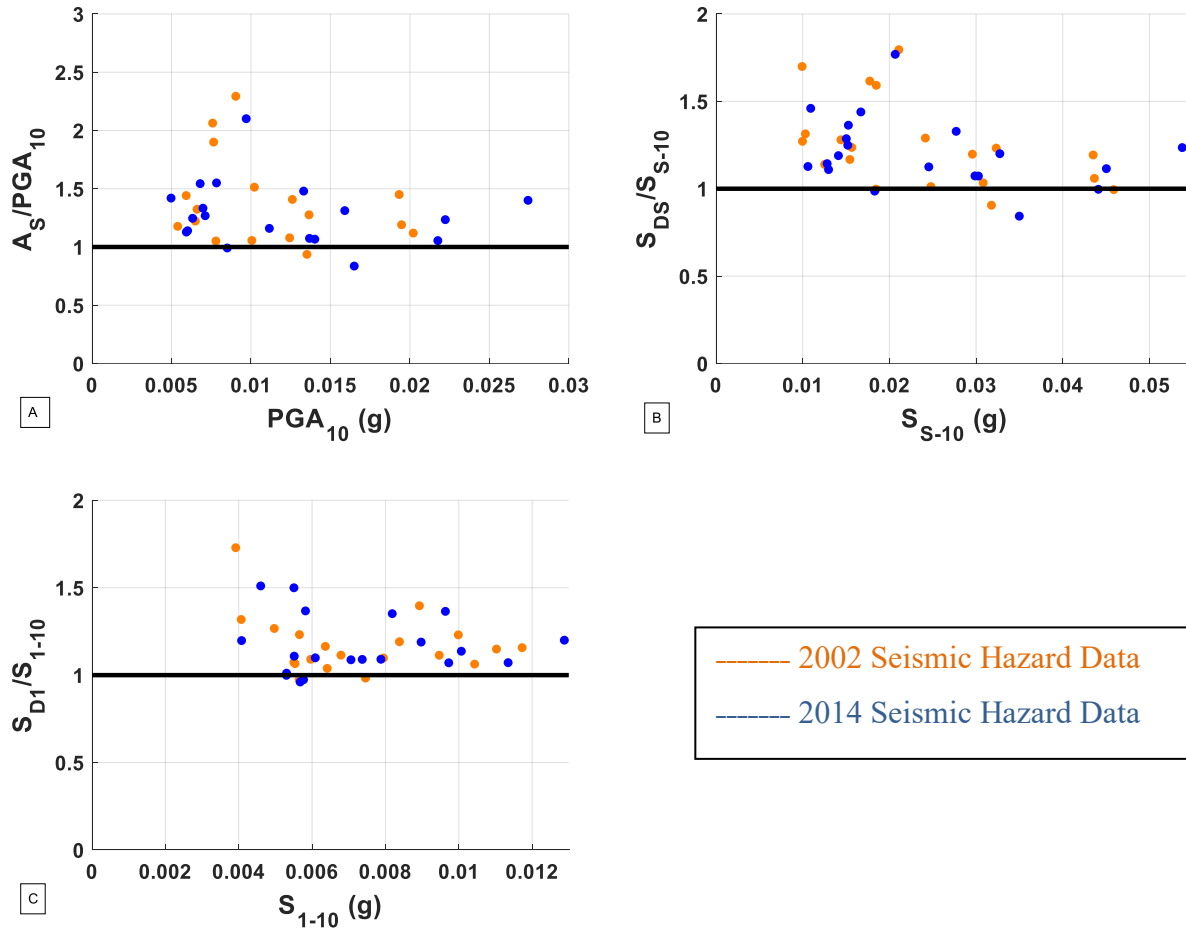 3
2.5
2
1.5
1
0.5
0
A_S/PGA_10
0 0.005 0.01 0.015 0.02 0.025 0.03
PGA_10 (g)
A
2
1.5
1
0.5
0
S_DS/S_S-10
0 0.01 0.02 0.03 0.04 0.05
S_S-10 (g)
B
2
1.5
1
0.5
0
S_D1/S_1-10
0 0.002 0.004 0.006 0.008 0.01 0.012
S_1-10 (g)
C
2002 Seismic Hazard Data
2014 Seismic Hazard Data